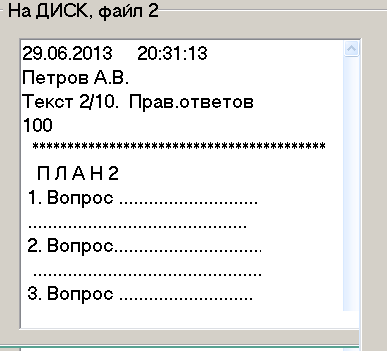 На ДИСК, файл 2
29.06.2013 20:31:13
Петров А.В.
Текст 2/10. Прав.ответов
100
******************************************
П Л А Н 2
1. Вопрос ............................
............................................
2. Вопрос..............................
..............................................
3. Вопрос ...........................